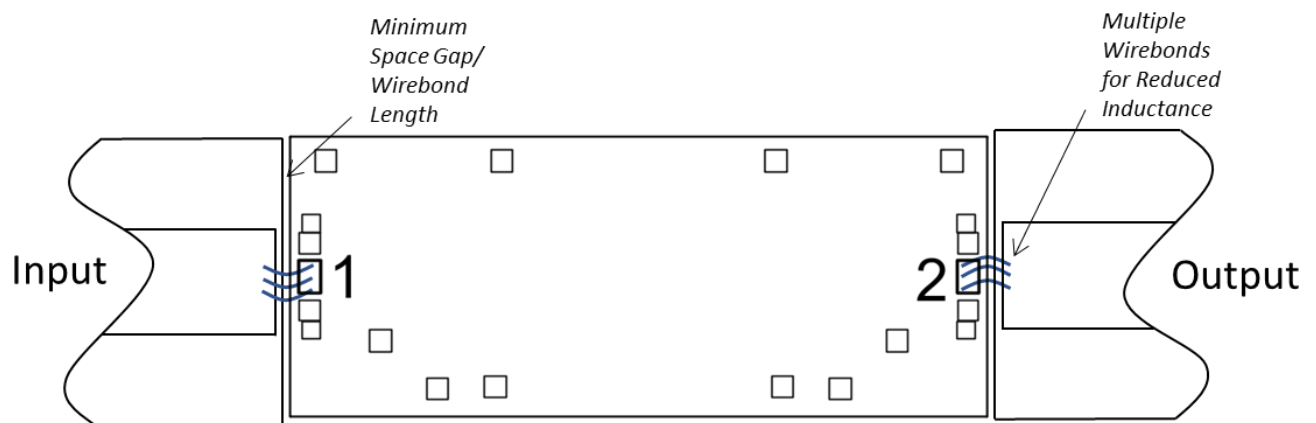 Minimum
Space Gap/
Wirebond
Length
Multiple
Wirebonds
for Reduced
Inductance
Input
1
2
Output